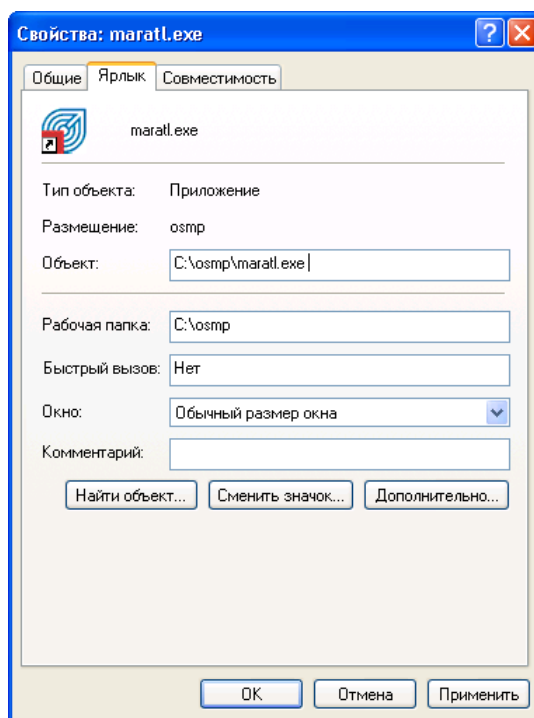 Свойства: maratl.exe
Общие Ярлык Совместимость
maratl.exe
Тип объекта: Приложение
Размещение: osmp
Объект: C:\osmp\maratl.exe
Рабочая папка: C:\osmp
Быстрый вызов: Нет
Окно: Обычный размер окна
Комментарий:
Найти объект... Сменить значок... Дополнительно...
OK Отмена Применить